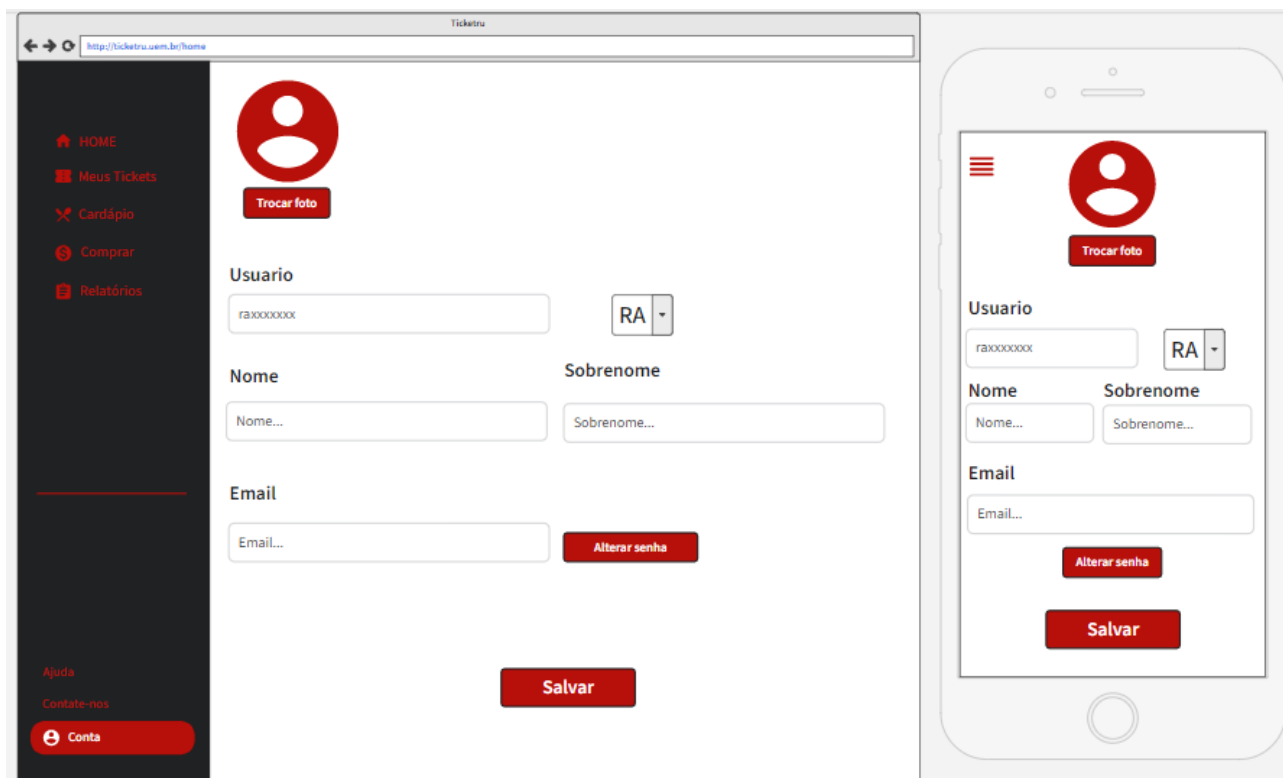 Ticketru
http://ticketru.uem.br/home
HOME
Meus Tickets
Cardápio
Comprar
Relatórios
Ajuda
Contate-nos
Conta
Trocar foto
Usuario
raxxxxxxx
RA
Nome
Sobrenome
Nome...
Sobrenome...
Email
Email...
Alterar senha
Salvar
Trocar foto
Usuario
raxxxxxxx
RA
Nome
Sobrenome
Nome...
Sobrenome...
Email
Email...
Alterar senha
Salvar